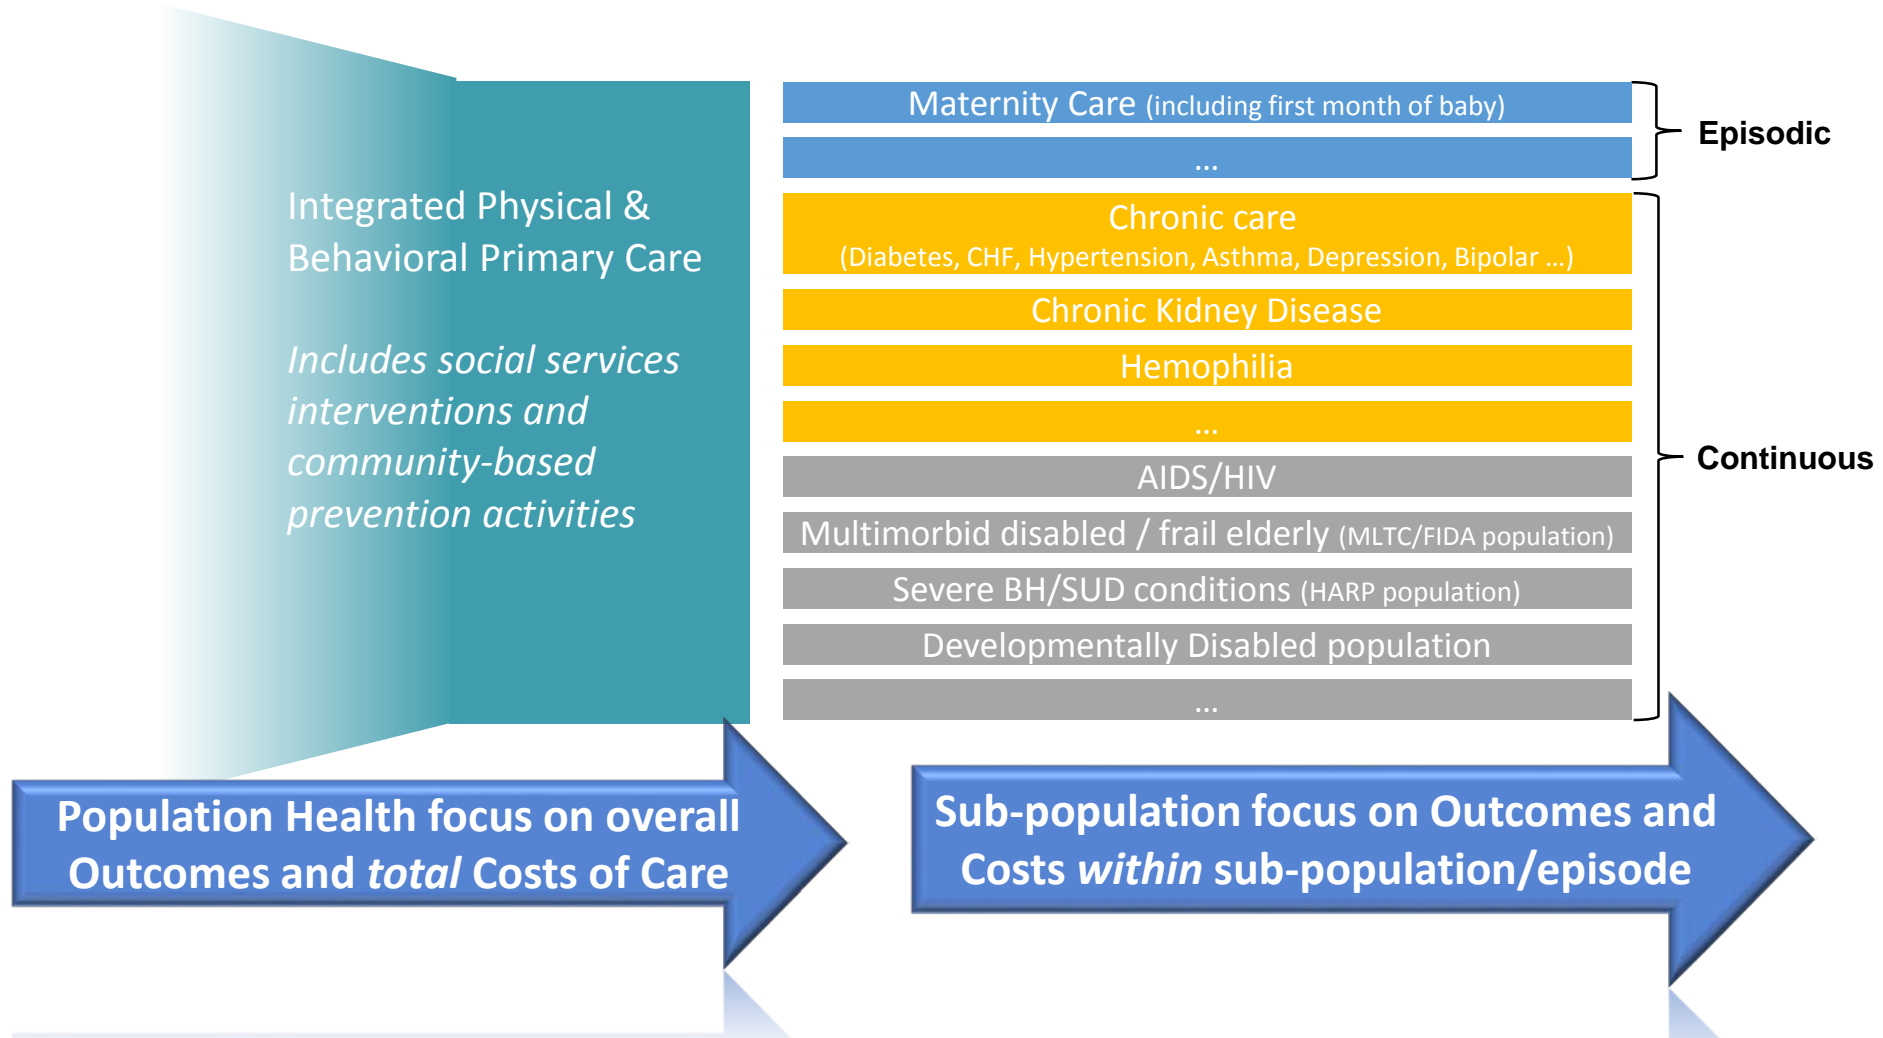 Integrated Physical &
Behavioral Primary Care
Includes social services
interventions and
community-based
prevention activities
Maternity Care (including first month of baby)
...
Episodic
Chronic care
(Diabetes, CHF, Hypertension, Asthma, Depression, Bipolar ...)
Chronic Kidney Disease
Hemophilia
...
AIDS/HIV
Multimorbid disabled / frail elderly (MLTC/FIDA population)
Severe BH/SUD conditions (HARP population)
Developmentally Disabled population
...
Continuous
Population Health focus on overall
Outcomes and total Costs of Care
Sub-population focus on Outcomes and
Costs within sub-population/episode